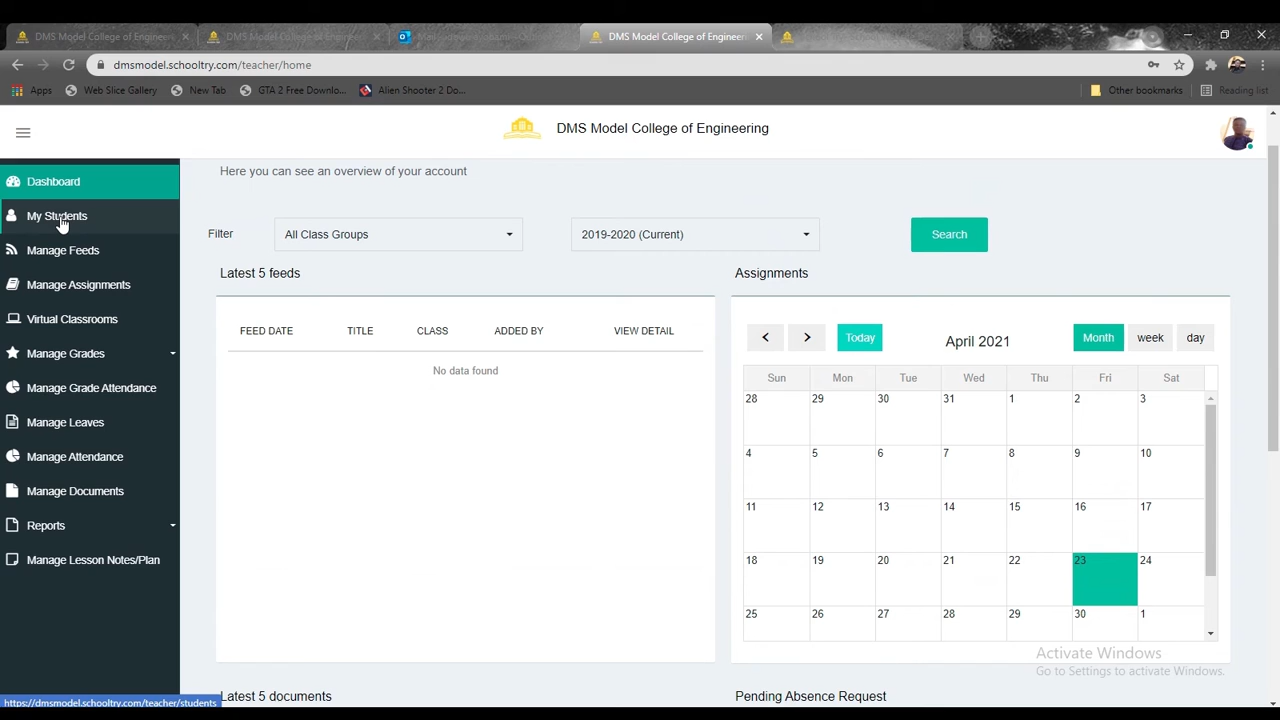 DMS Model College of Engineerin
DMS Model College of Engineerin
DMS Model College of Engineerin
dmsmodel.schooltry.com/teacher/home
Apps
Web Slice Gallery
New Tab
GTA 2 Free Downlo...
Alien Shooter 2 Do...
Other bookmarks
Reading list
DMS Model College of Engineering
Dashboard
My Students
Manage Feeds
Manage Assignments
Virtual Classrooms
Manage Grades
Manage Grade Attendance
Manage Leaves
Manage Attendance
Manage Documents
Reports
Manage Lesson Notes/Plan
Here you can see an overview of your account
Filter
All Class Groups
2019-2020 (Current)
Search
Latest 5 feeds
FEED DATE TITLE CLASS ADDED BY VIEW DETAIL
No data found
Assignments
Today
April 2021
Month week day
Sun Mon Tue Wed Thu Fri Sat
28 29 30 31 1 2 3
4 5 6 7 8 9 10
11 12 13 14 15 16 17
18 19 20 21 22 23 24
25 26 27 28 29 30 1
Activate Windows
Go to Settings to activate Windows.
Latest 5 documents
Pending Absence Request
https://dmsmodel.schooltry.com/teacher/students